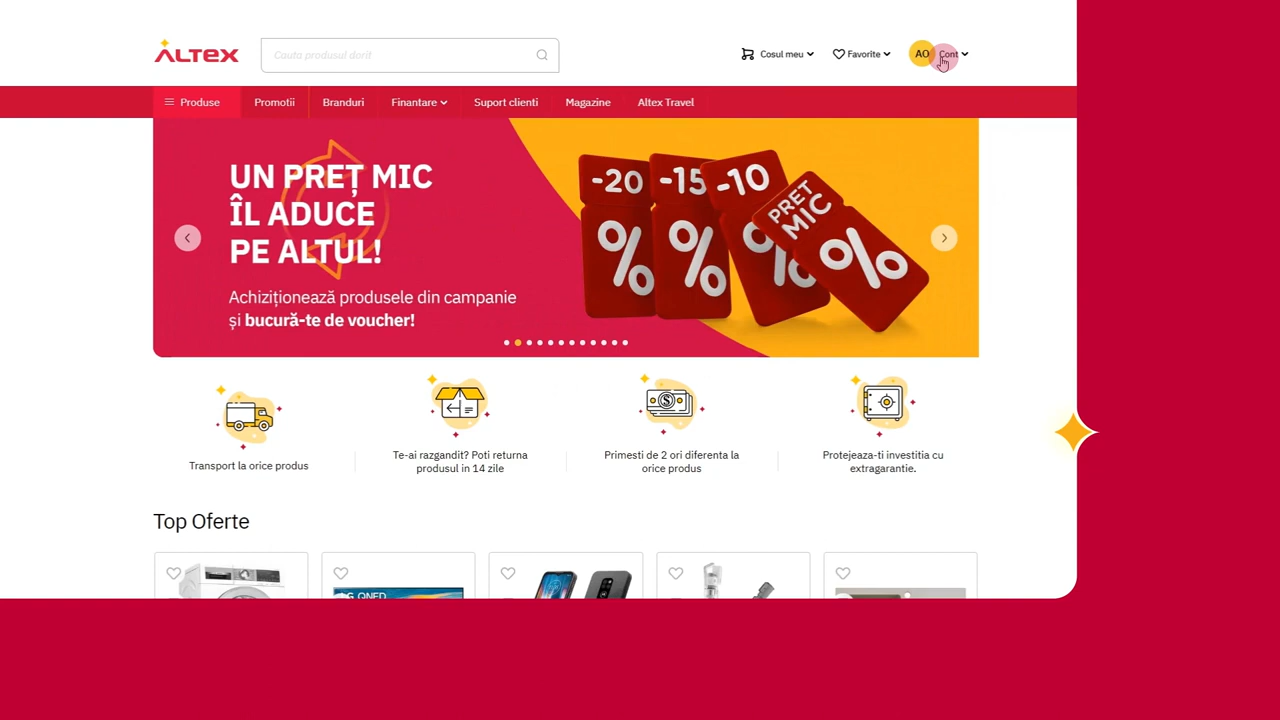 ALTEX
Cauta produsul dorit
Cosul meu
Favorite
AO
Cont
Produse
Promotii
Branduri
Finantare
Suport clienti
Magazine
Altex Travel
UN PREȚ MIC
ÎL ADUCE
PE ALTUL!
Achiziționează produsele din campanie
și bucură-te de voucher!
-20
%
-15
%
-10
%
PRET
MIC
%
Transport la orice produs
Te-ai razgandit? Poti returna
produsul in 14 zile
Primesti de 2 ori diferenta la
orice produs
Protejeaza-ti investitia cu
extragarantie.
Top Oferte
QNED